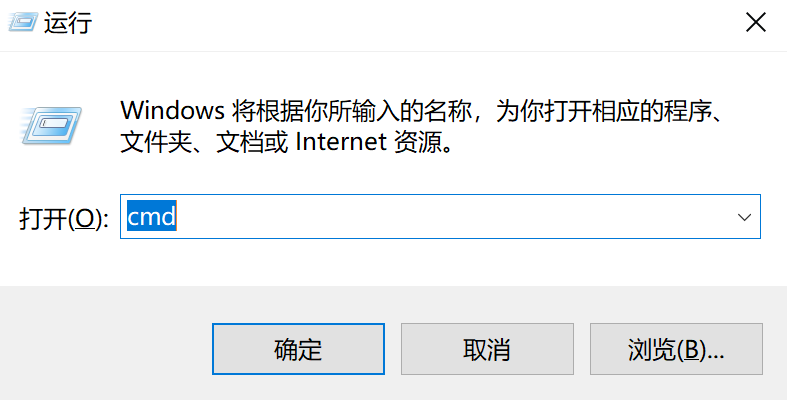 运行
Windows 将根据你所输入的名称，为你打开相应的程序、
文件夹、文档或 Internet 资源。
打开(O): cmd
确定 取消 浏览(B)...